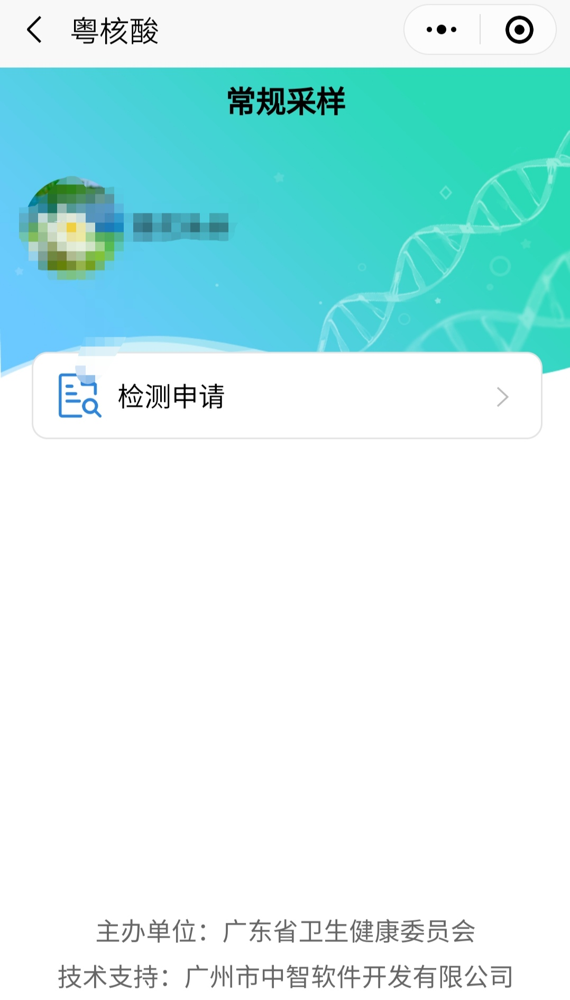 粤核酸
常规采样
检测申请
主办单位：广东省卫生健康委员会
技术支持：广州市中智软件开发有限公司